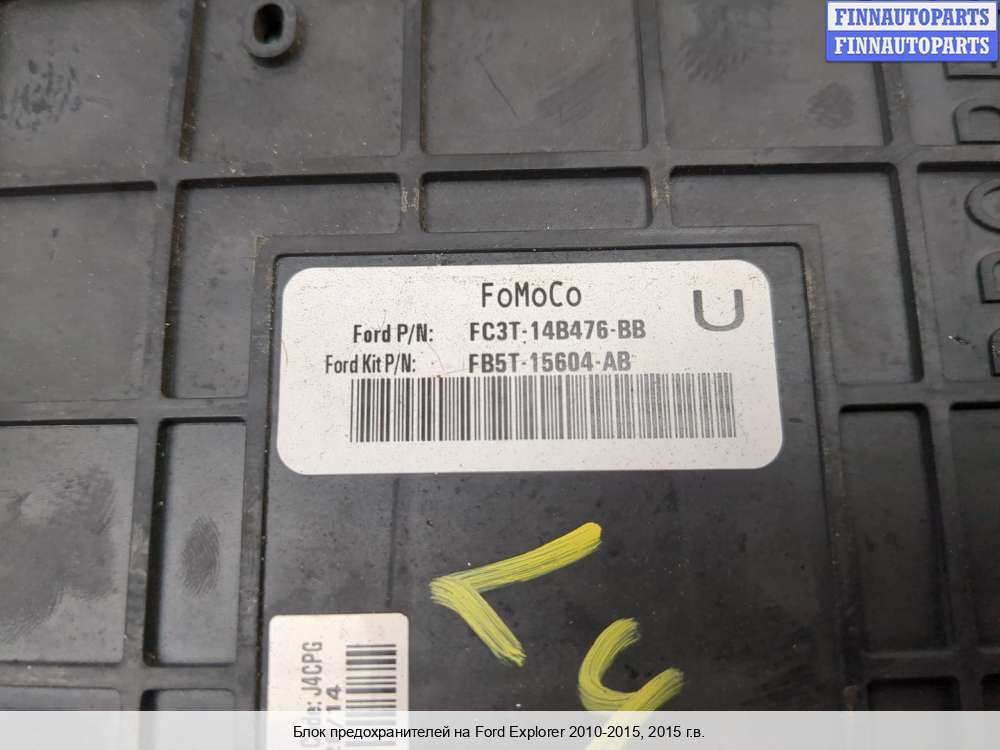 FINNAUTOPARTS
FINNAUTOPARTS
FoMoCo
U
Ford P/N: FC3T-14B476-BB
Ford Kit P/N: FB5T-15604-AB
Code: J4CPG
/14
Блок предохранителей на Ford Explorer 2010-2015, 2015 г.в.